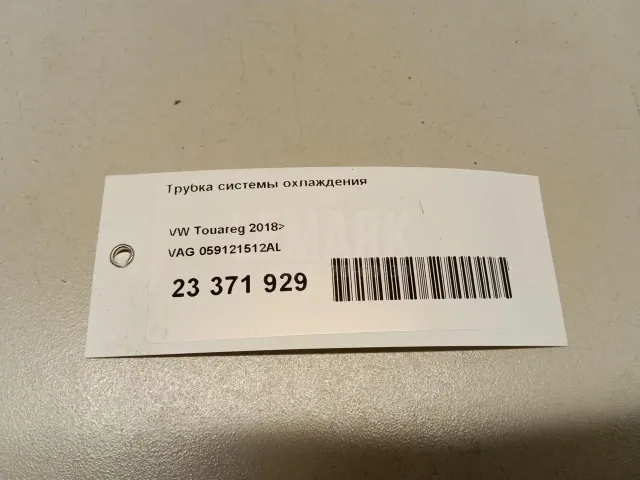 Трубка системы охлаждения
VW Touareg 2018>
VAG 059121512AL
23 371 929